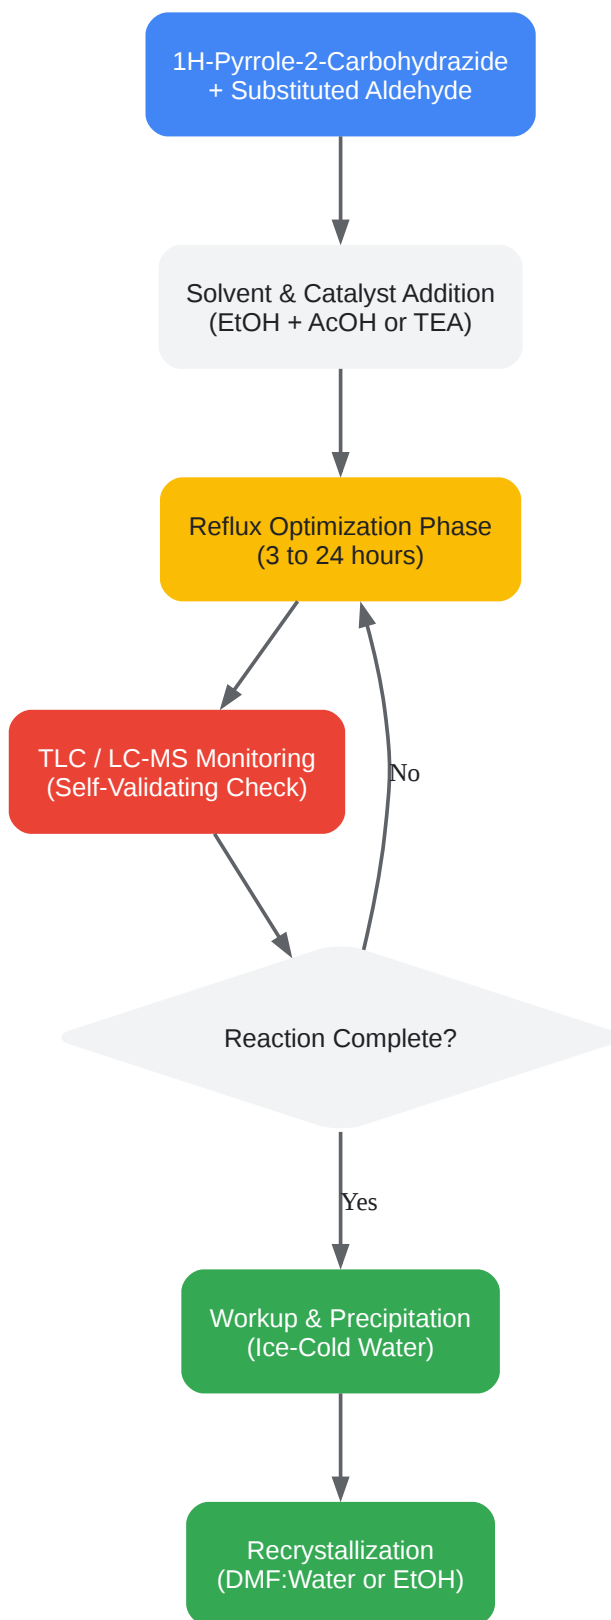 1H-Pyrrole-2-Carbohydrazide
+ Substituted Aldehyde
Solvent & Catalyst Addition
(EtOH + AcOH or TEA)
Reflux Optimization Phase
(3 to 24 hours)
TLC / LC-MS Monitoring
(Self-Validating Check)
No
Reaction Complete?
Yes
Workup & Precipitation
(Ice-Cold Water)
Recrystallization
(DMF:Water or EtOH)